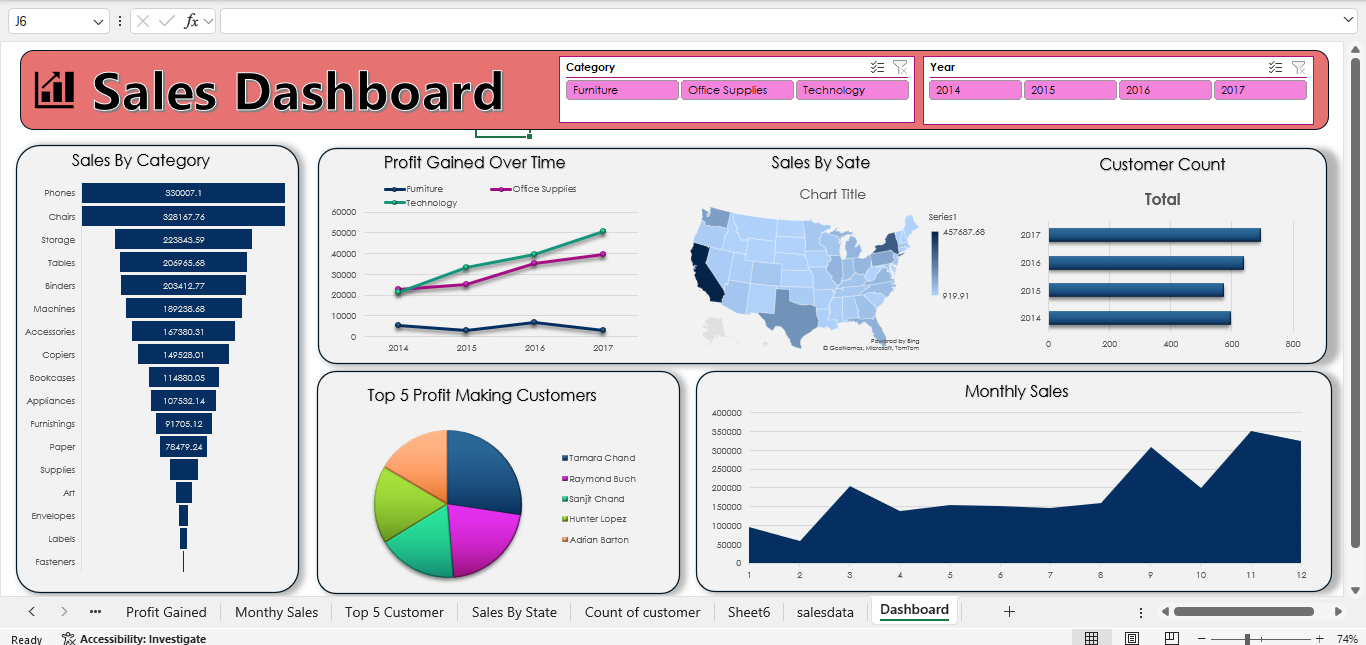 J6
fx
Sales Dashboard
Category
Furniture
Office Supplies
Technology
Year
2014
2015
2016
2017
Sales By Category
Phones
330007.1
Chairs
328167.76
Storage
223843.59
Tables
206965.68
Binders
203412.77
Machines
189238.68
Accessories
167380.31
Copiers
149528.01
Bookcases
114880.05
Appliances
107532.14
Furnishings
91705.12
Paper
78479.24
Supplies
Art
Envelopes
Labels
Fasteners
Profit Gained Over Time
Furniture
Office Supplies
Technology
60000
50000
40000
30000
20000
10000
0
2014
2015
2016
2017
Sales By Sate
Chart Title
Series1
457687.68
919.91
Powered by Bing
© GeoNames, Microsoft, TomTom
Customer Count
Total
2017
2016
2015
2014
0
200
400
600
800
Top 5 Profit Making Customers
Tamara Chand
Raymond Buch
Sanjit Chand
Hunter Lopez
Adrian Barton
Monthly Sales
400000
350000
300000
250000
200000
150000
100000
50000
0
1
2
3
4
5
6
7
8
9
10
11
12
Profit Gained
Monthy Sales
Top 5 Customer
Sales By State
Count of customer
Sheet6
salesdata
Dashboard
Ready
Accessibility: Investigate
74%